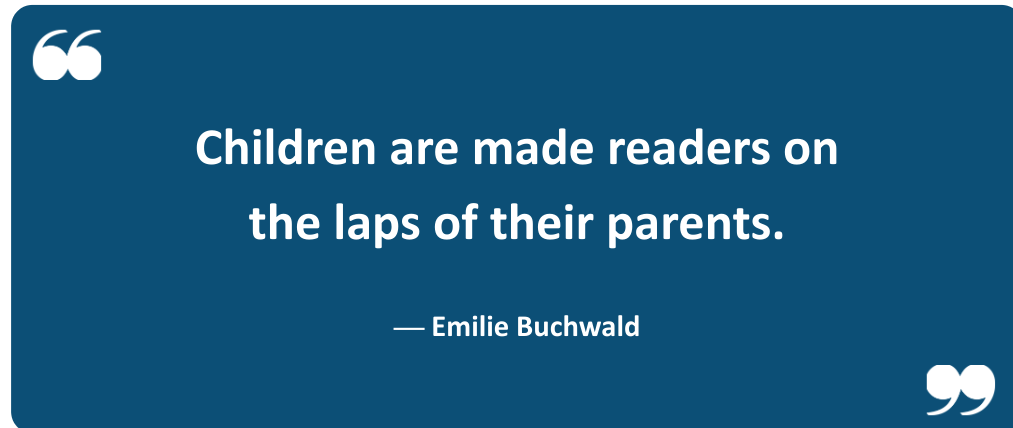 “
Children are made readers on
the laps of their parents.
— Emilie Buchwald
”